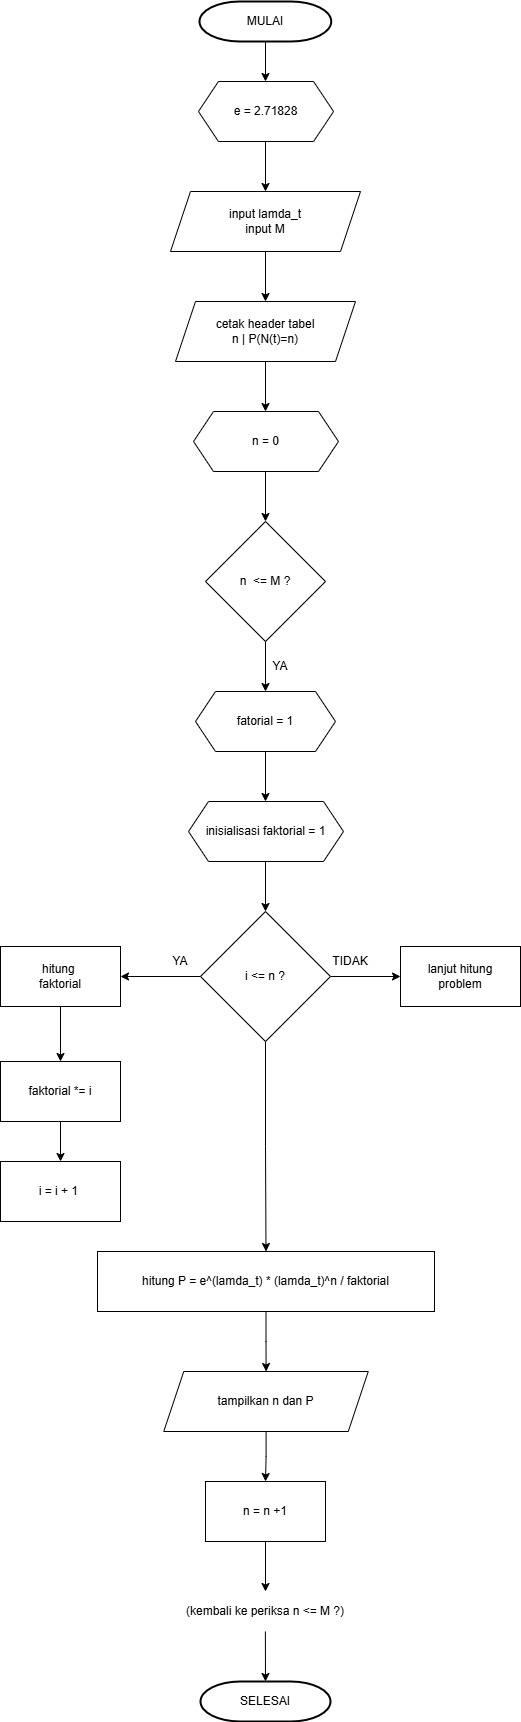 MULAI
e = 2.71828
input lamda_t
input M
cetak header tabel
n | P(N(t)=n)
n = 0
n <= M ?
YA
fatorial = 1
inisialisasi faktorial = 1
i <= n ?
YA
TIDAK
hitung
faktorial
lanjut hitung
problem
faktorial *= i
i = i + 1
hitung P = e^(lamda_t) * (lamda_t)^n / faktorial
tampilkan n dan P
n = n +1
(kembali ke periksa n <= M ?)
SELESAI